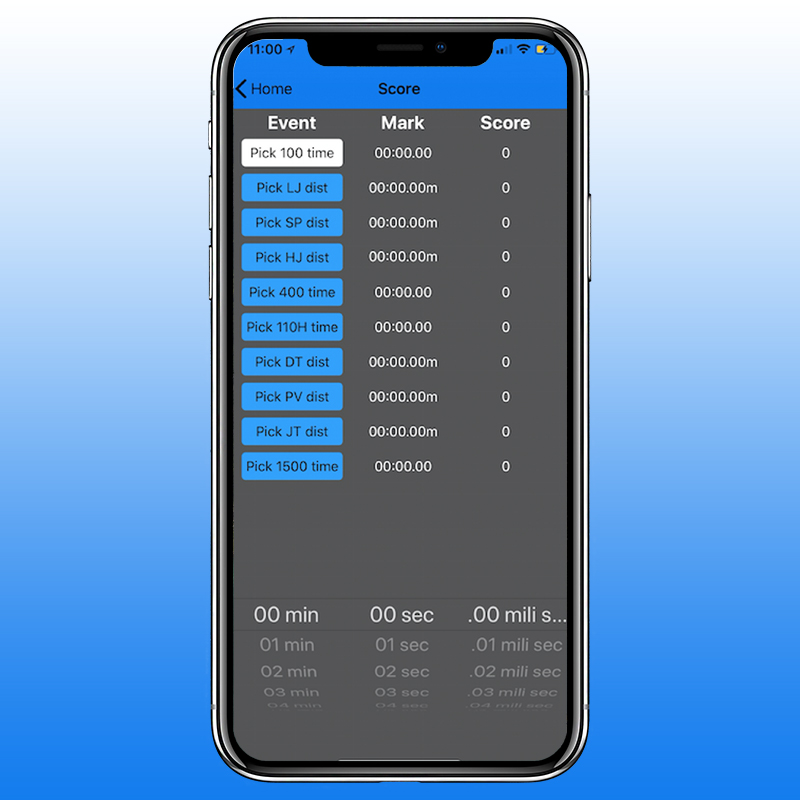 11:00
Home Score
Event Mark Score
Pick 100 time 00:00.00 0
Pick LJ dist 00:00.00m 0
Pick SP dist 00:00.00m 0
Pick HJ dist 00:00.00m 0
Pick 400 time 00:00.00 0
Pick 110H time 00:00.00 0
Pick DT dist 00:00.00m 0
Pick PV dist 00:00.00m 0
Pick JT dist 00:00.00m 0
Pick 1500 time 00:00.00 0
00 min 00 sec .00 mili s...
01 min 01 sec .01 mili sec
02 min 02 sec .02 mili sec
03 min 03 sec .03 mili sec
04 min 04 sec .04 mili sec